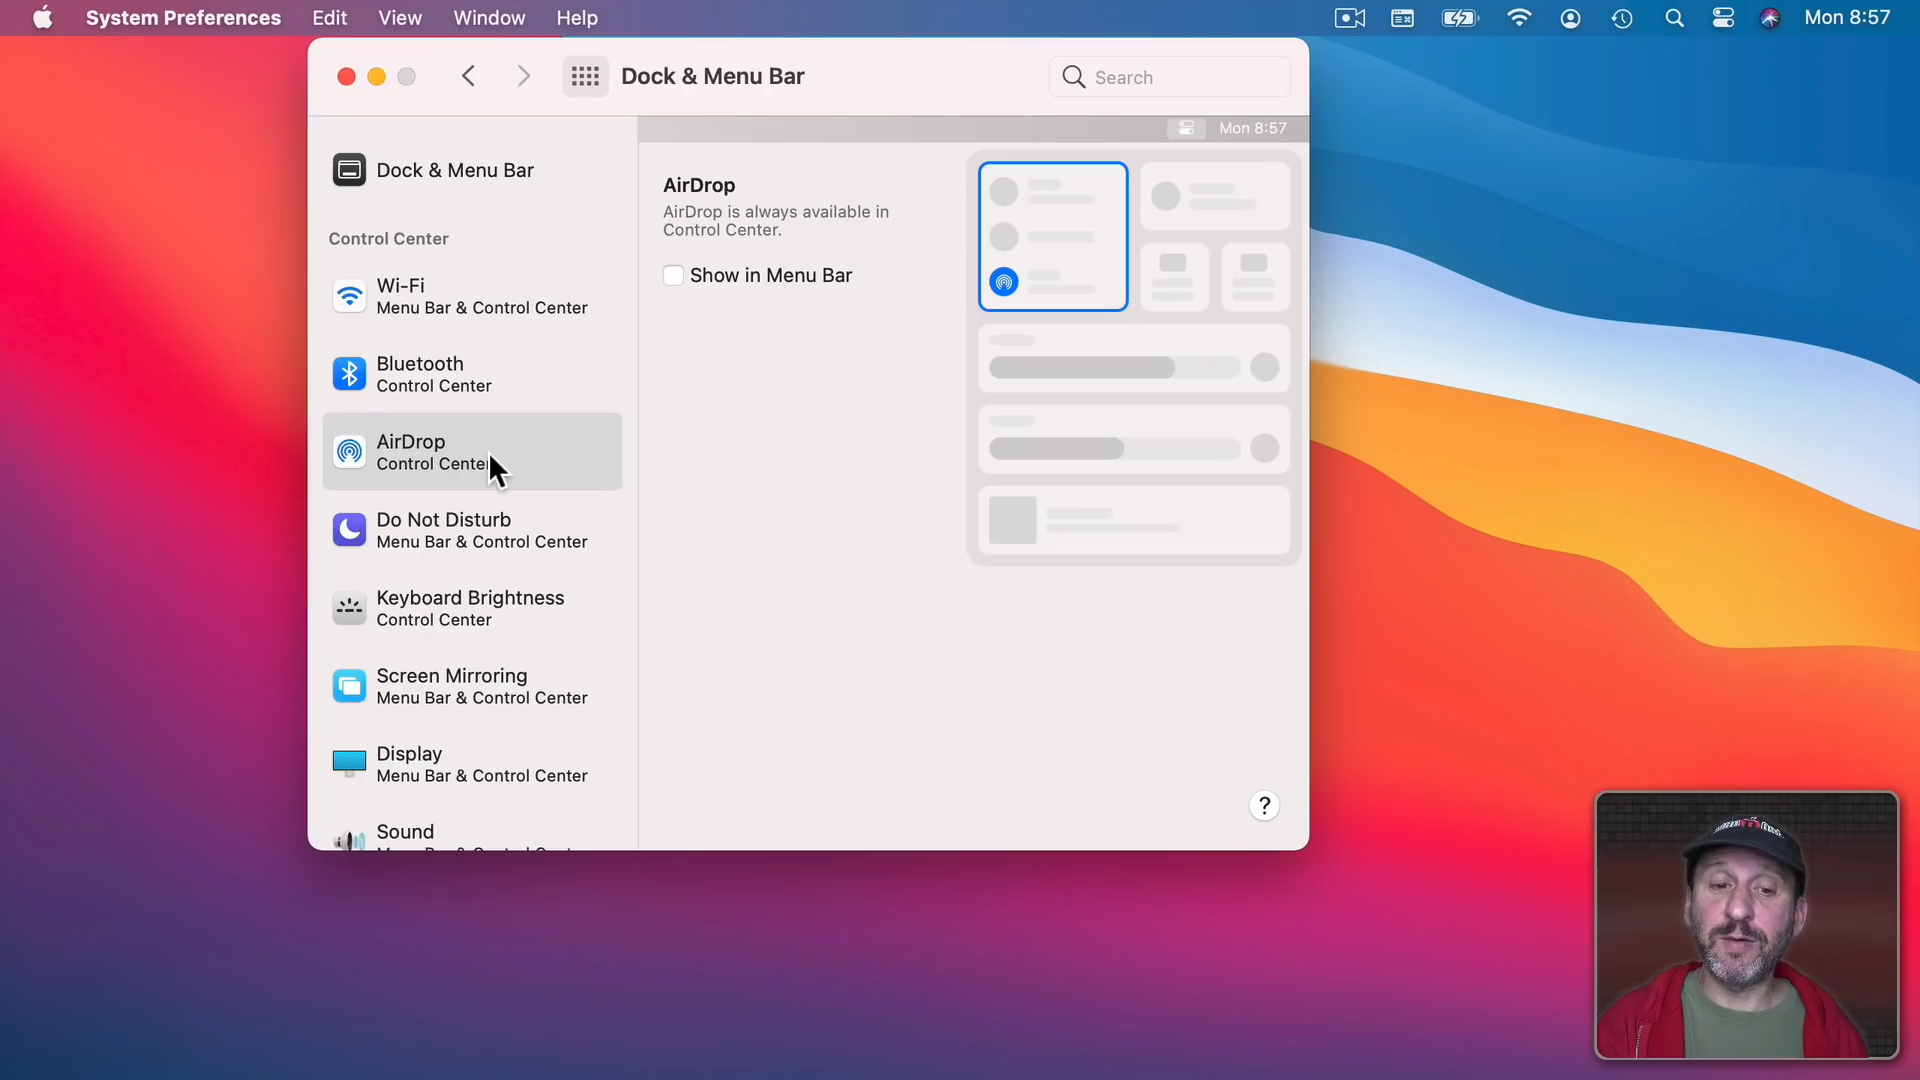 System Preferences Edit View Window Help Mon 8:57
Dock & Menu Bar
Search
Mon 8:57
Dock & Menu Bar
Control Center
Wi-Fi
Menu Bar & Control Center
Bluetooth
Control Center
AirDrop
Control Center
Do Not Disturb
Menu Bar & Control Center
Keyboard Brightness
Control Center
Screen Mirroring
Menu Bar & Control Center
Display
Menu Bar & Control Center
Sound
AirDrop
AirDrop is always available in
Control Center.
Show in Menu Bar
?